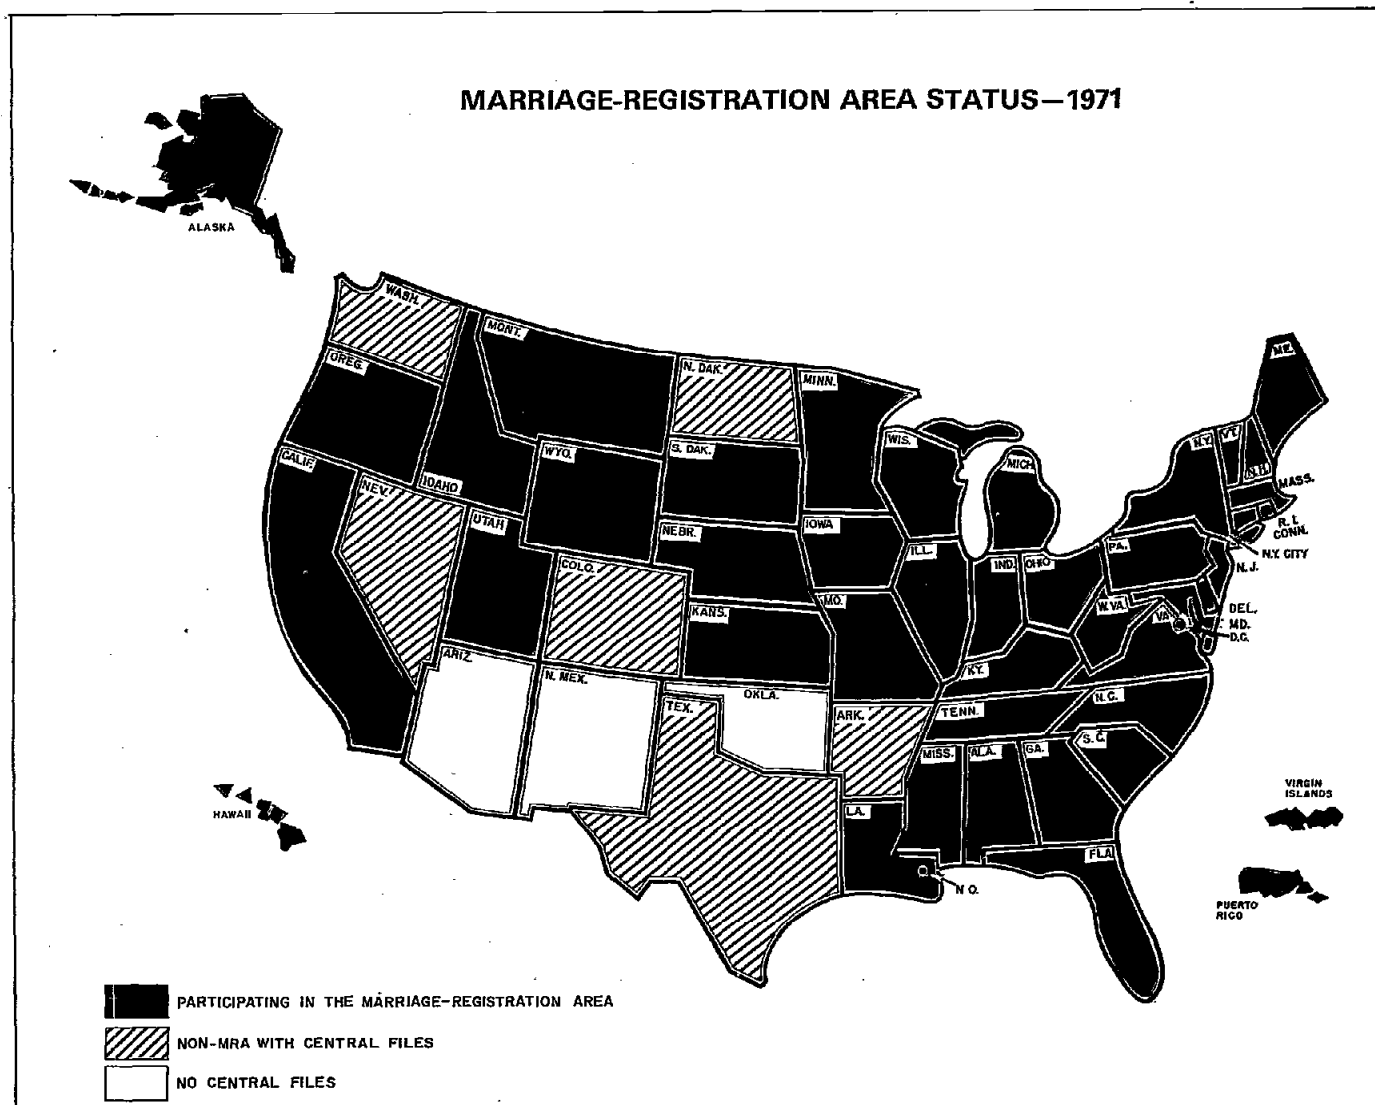 MARRIAGE-REGISTRATION AREA STATUS—1971
ALASKA
WASH.
MONT.
OREG.
N. DAK.
MINN.
ME.
WIS.
N.Y.
VT.
CALIF.
WYO.
S. DAK.
MICH
N.H.
IDAHO
NEV.
MASS.
UTAH
NEBR.
IOWA
R. I.
CONN.
PA.
N.Y. CITY
COLO.
ILL.
IND.
OHIO
N. J.
KANS.
MO.
W. VA.
VA.
DEL.
MD.
D.C.
ARIZ.
N. MEX.
OKLA.
KY.
N. C.
TEX.
ARK.
TENN.
MISS.
ALA.
GA.
S. C.
HAWAII
LA.
FLA
N O.
VIRGIN
ISLANDS
PUERTO
RICO
PARTICIPATING IN THE MARRIAGE-REGISTRATION AREA
NON-MRA WITH CENTRAL FILES
NO CENTRAL FILES